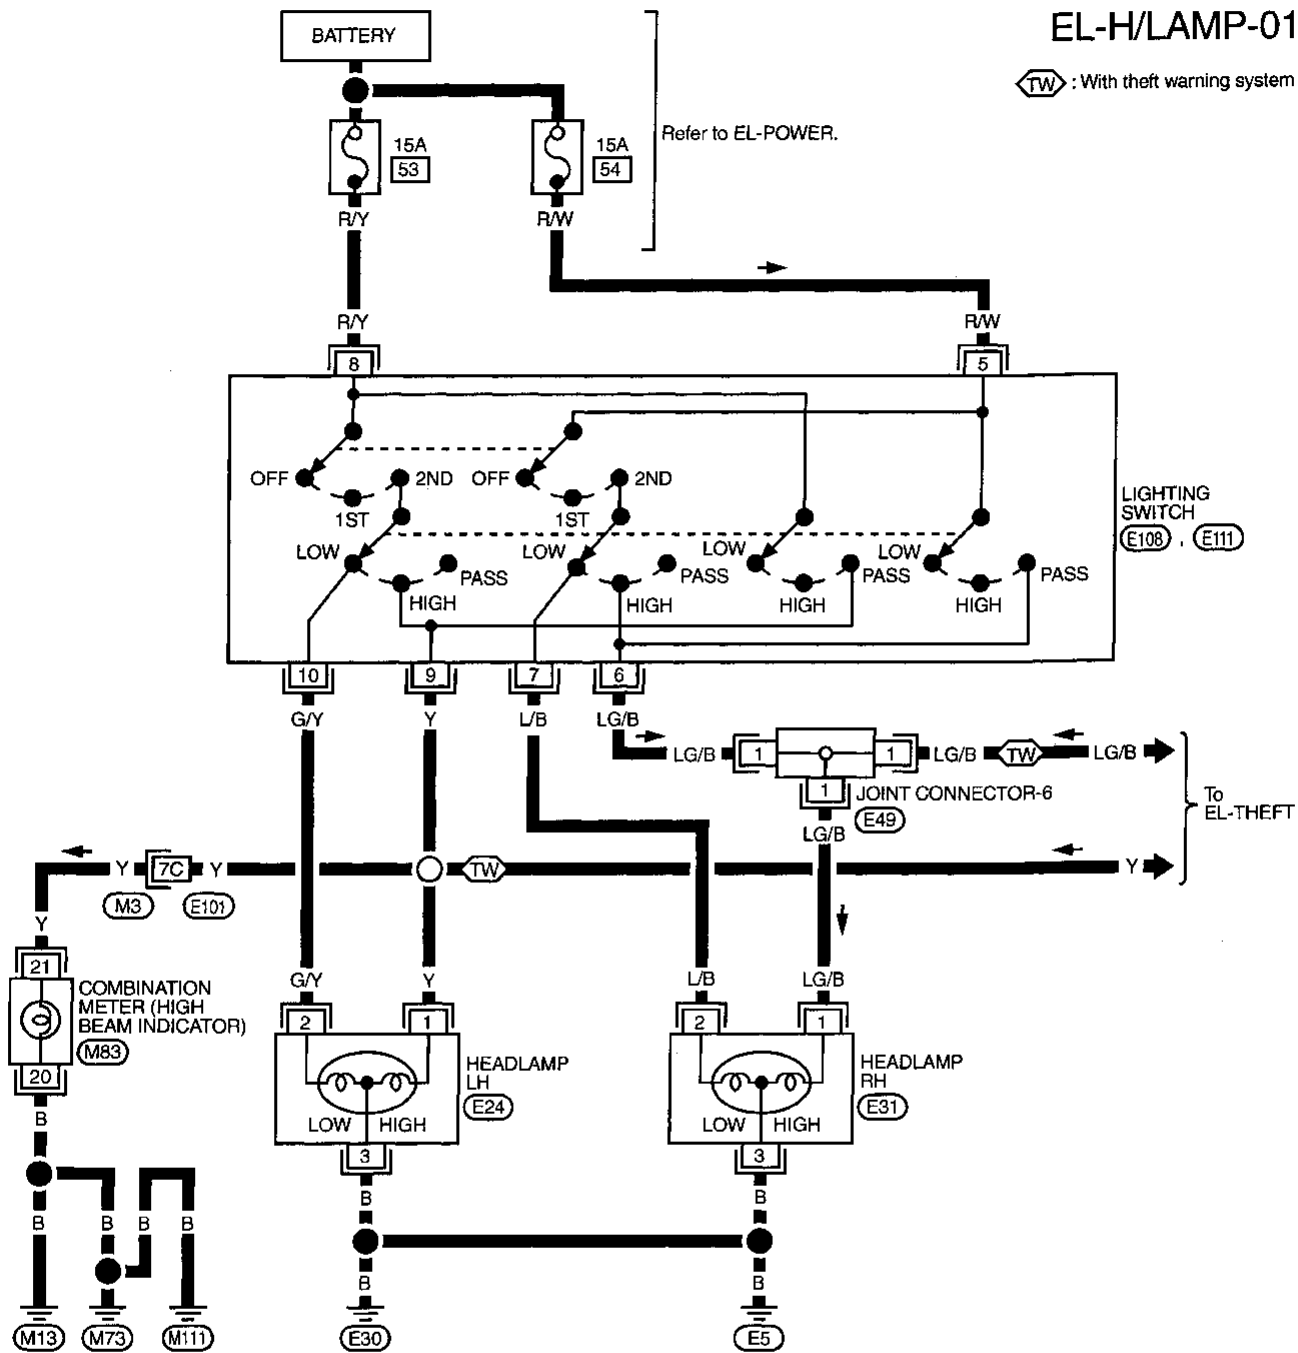 EL-H/LAMP-01
BATTERY
TW : With theft warning system
15A
53
15A
54
Refer to EL-POWER.
R/Y
R/W
R/Y
R/W
8
5
OFF
2ND
OFF
2ND
1ST
1ST
LIGHTING
SWITCH
E108 , E111
LOW
LOW
LOW
LOW
PASS
PASS
PASS
PASS
HIGH
HIGH
HIGH
HIGH
10
9
7
6
G/Y
Y
L/B
LG/B
LG/B
1
1
LG/B
TW
LG/B
1
JOINT CONNECTOR-6
E49
To
EL-THEFT
LG/B
Y
7C
Y
TW
Y
M3
E101
Y
21
COMBINATION
METER (HIGH
BEAM INDICATOR)
M83
20
G/Y
Y
L/B
LG/B
2
1
2
1
HEADLAMP
LH
E24
HEADLAMP
RH
E31
LOW
HIGH
LOW
HIGH
3
3
B
B
B
B
B
B
B
B
B
M13
M73
M111
E30
E5